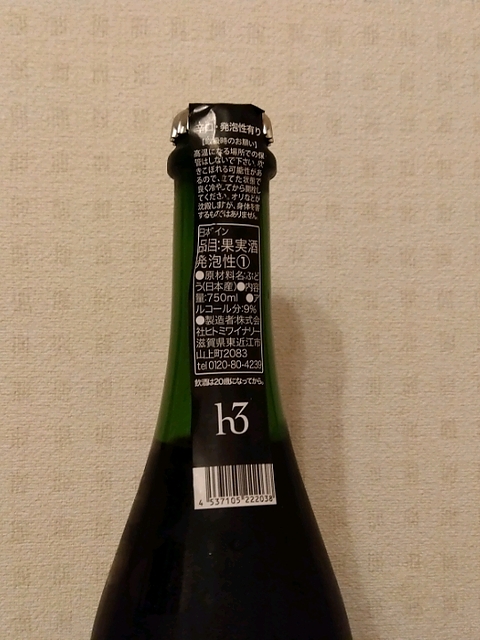 辛口・発泡性有り
【取扱時のお願い】
高温になる場所での保
管はしないで下さい。吹
きこぼれる可能性があ
るので、立てた状態で
良く冷やしてから開栓し
てください。オリなどが
沈殿しますが、身体を害
するものではありません。
日本ワイン
品目:果実酒
発泡性①
●原材料名:ぶど
う(日本産)●内容
量:750ml ●ア
ルコール分:9%
●製造者:株式会
社ヒトミワイナリー
滋賀県東近江市
山上町2083
tel 0120-80-4239
飲酒は20歳になってから。
h3
4 537105 222038